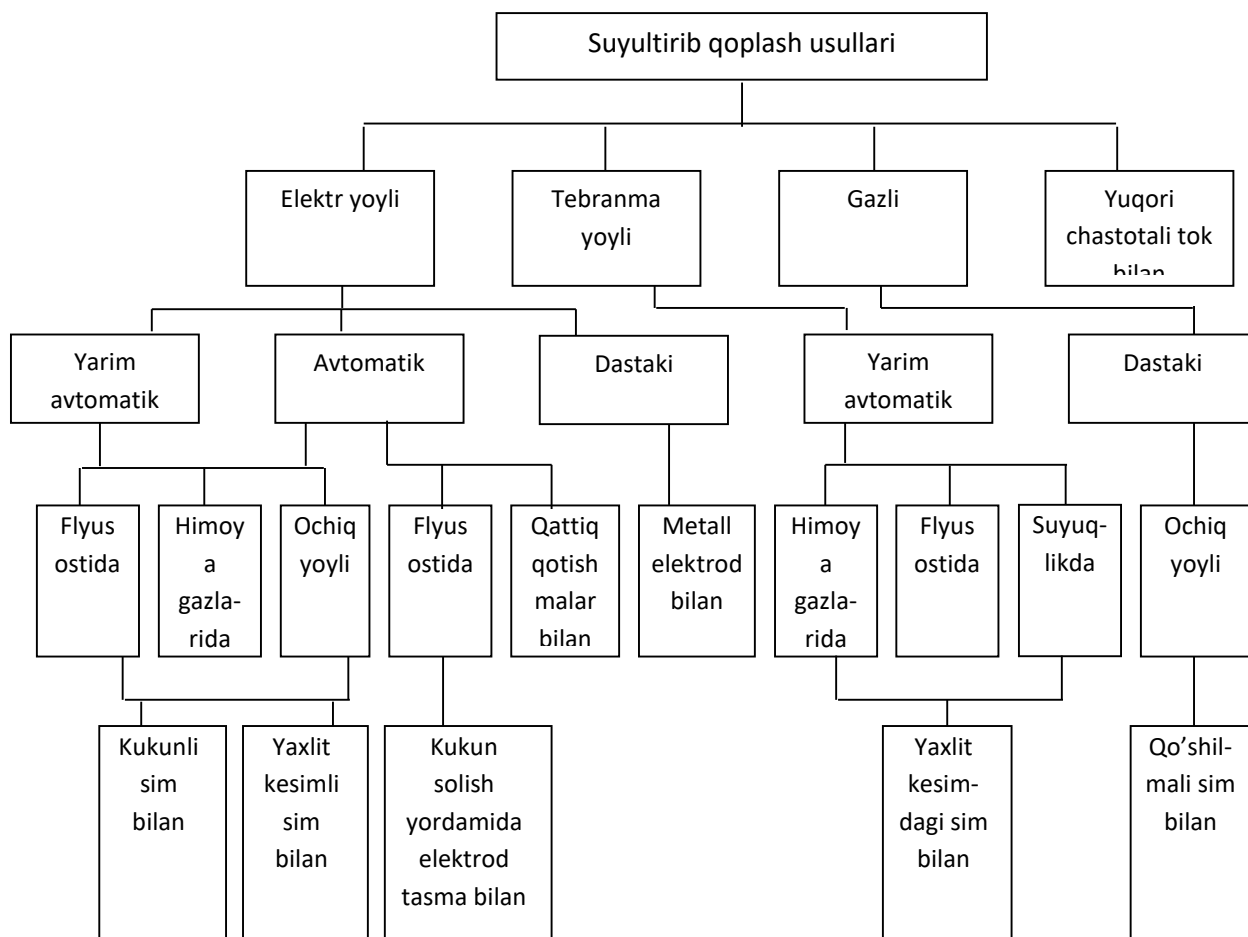 Suyultirib qoplash usullari
Elektr yoyli
Tebranma
yoyli
Gazli
Yuqori
chastotali tok
bilan
Yarim
avtomatik
Avtomatik
Dastaki
Yarim
avtomatik
Dastaki
Flyus
ostida
Himoy
a
gazla-
rida
Ochiq
yoyli
Flyus
ostida
Qattiq
qotish
malar
bilan
Metall
elektrod
bilan
Himoy
a
gazla-
rida
Flyus
ostida
Suyuq-
likda
Ochiq
yoyli
Kukunli
sim
bilan
Yaxlit
kesimli
sim
bilan
Kukun
solish
yordamida
elektrod
tasma bilan
Yaxlit
kesim-
dagi sim
bilan
Qo’shil-
mali sim
bilan